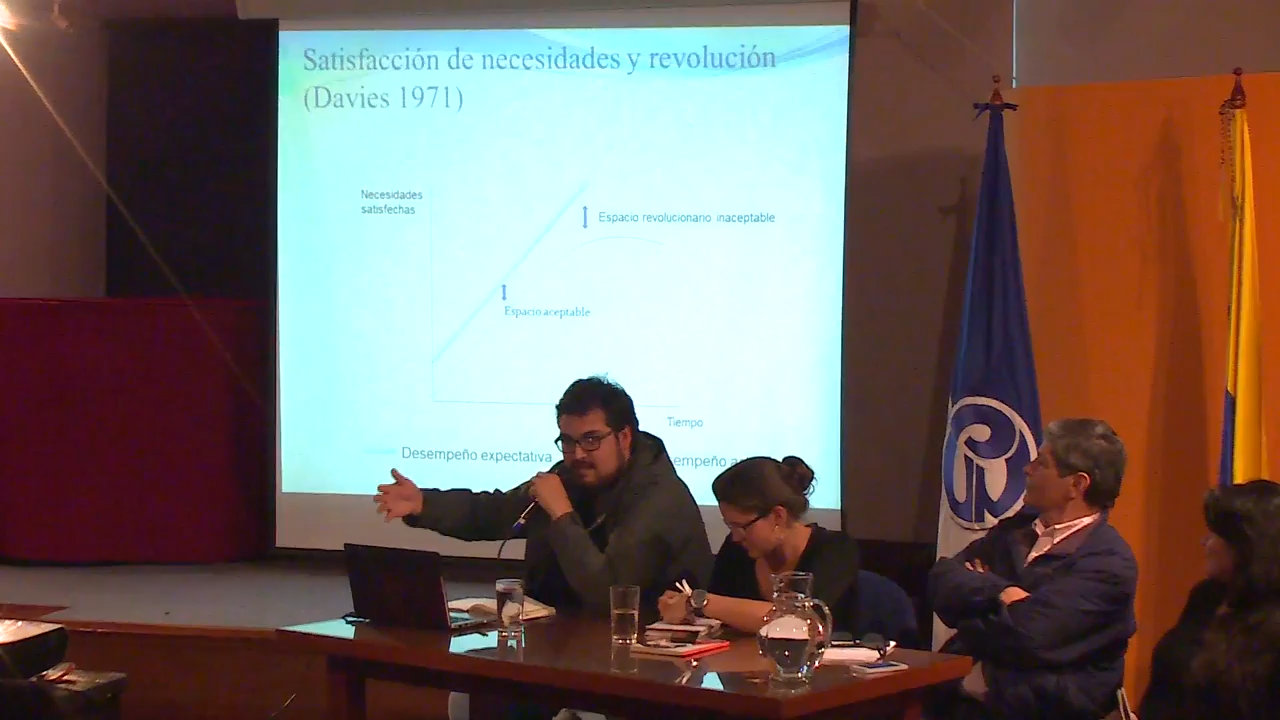 Satisfacción de necesidades y revolución
(Davies 1971)
Necesidades
satisfechas
Espacio revolucionario inaceptable
Espacio aceptable
Tiempo
Desempeño expectativa